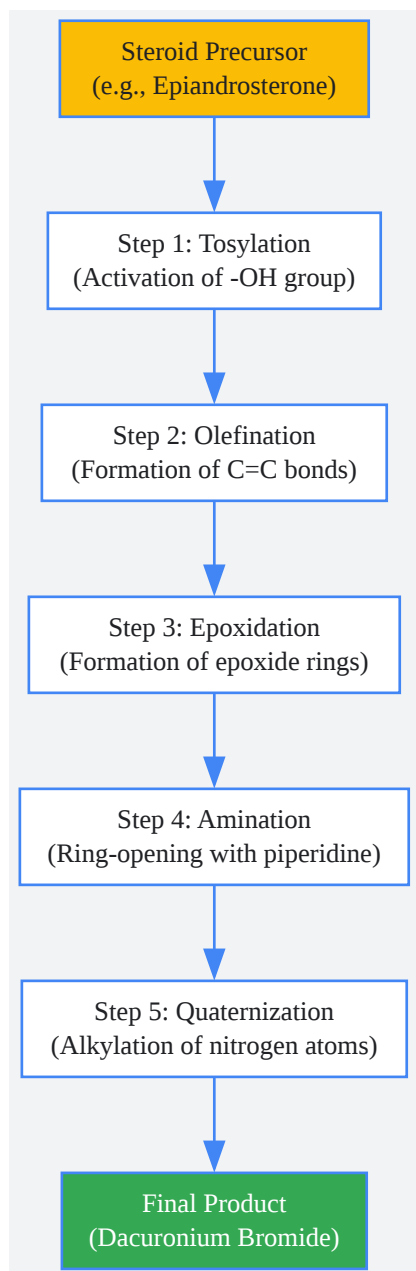 Steroid Precursor
(e.g., Epiandrosterone)
Step 1: Tosylation
(Activation of -OH group)
Step 2: Olefination
(Formation of C=C bonds)
Step 3: Epoxidation
(Formation of epoxide rings)
Step 4: Amination
(Ring-opening with piperidine)
Step 5: Quaternization
(Alkylation of nitrogen atoms)
Final Product
(Dacuronium Bromide)